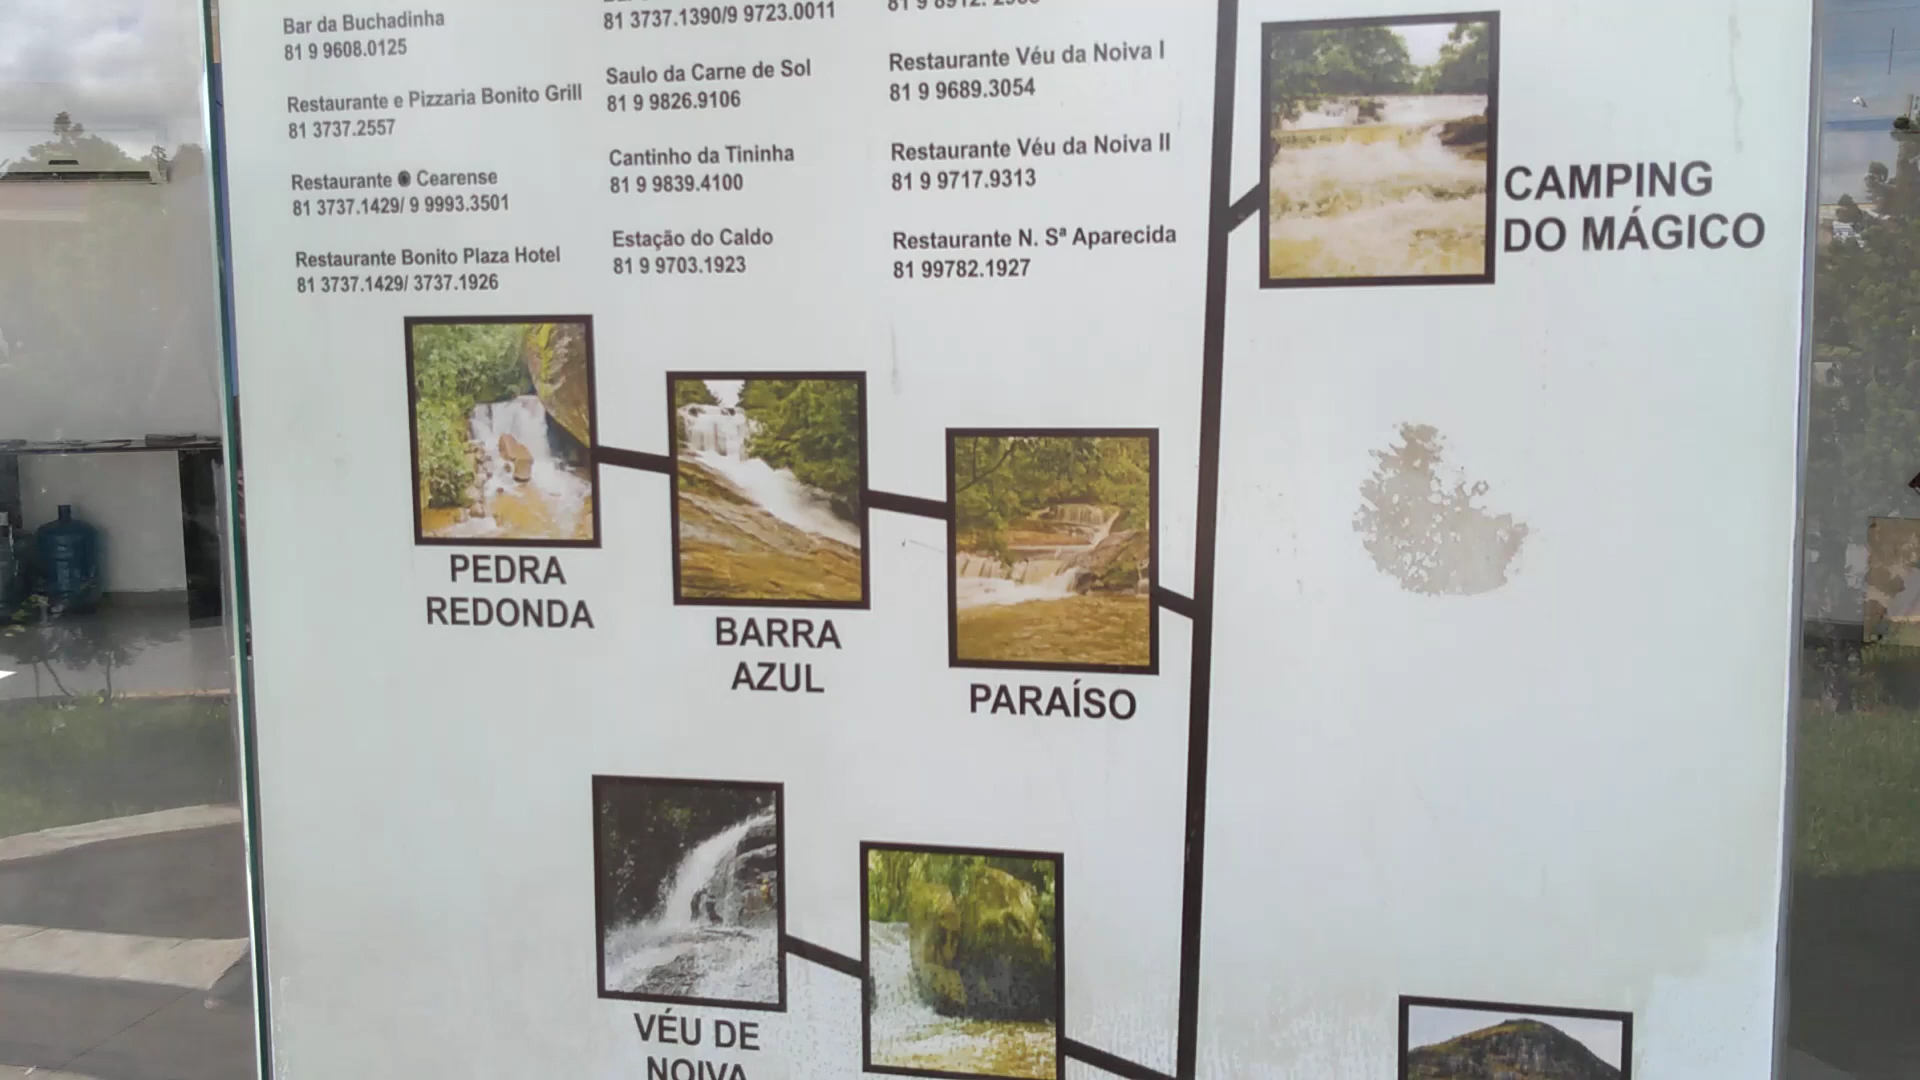 Bar da Buchadinha
81 9 9608.0125
Restaurante e Pizzaria Bonito Grill
81 3737.2557
Restaurante O Cearense
81 3737.1429/ 9 9993.3501
Restaurante Bonito Plaza Hotel
81 3737.1429/ 3737.1926
81 3737.1390/9 9723.0011
Saulo da Carne de Sol
81 9 9826.9106
Cantinho da Tininha
81 9 9839.4100
Estação do Caldo
81 9 9703.1923
Restaurante Véu da Noiva I
81 9 9689.3054
Restaurante Véu da Noiva II
81 9 9717.9313
Restaurante N. Sª Aparecida
81 99782.1927
CAMPING
DO MÁGICO
PEDRA
REDONDA
BARRA
AZUL
PARAÍSO
VÉU DE
NOIVA